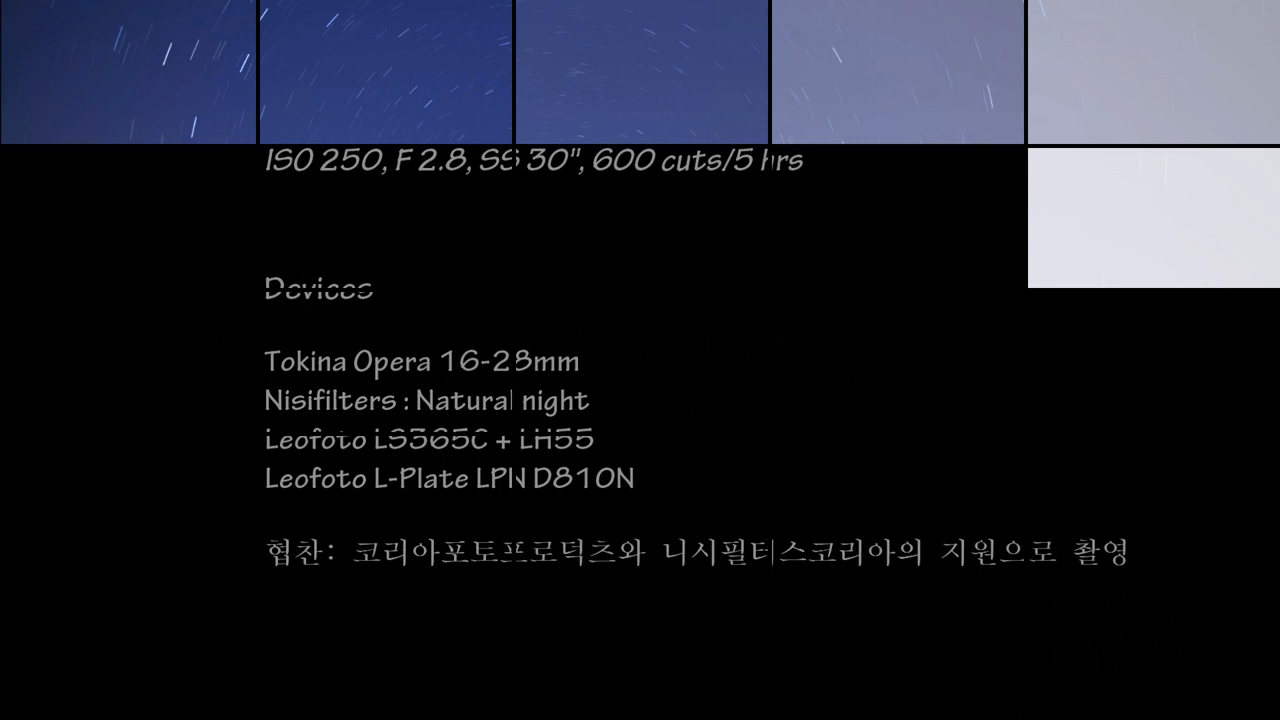 ISO 250, F 2.8, SS 30", 600 cuts/5 hrs
Devices
Tokina Opera 16-28mm
Nisifilters : Natural night
Leofoto LS365C + LH55
Leofoto L-Plate LPN D810N
협찬: 코리아포토프로덕츠와 니시필터스코리아의 지원으로 촬영